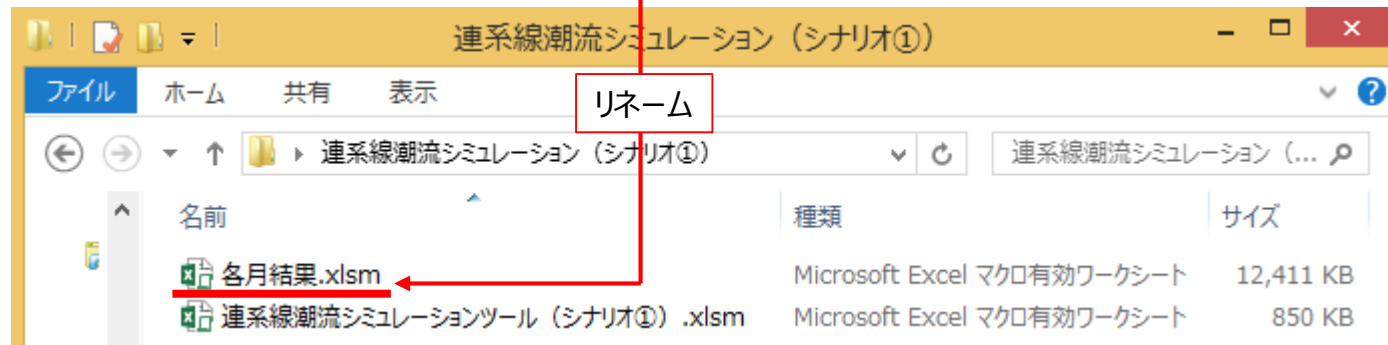 連系線潮流シミュレーション（シナリオ①）
ファイル ホーム 共有 表示
リネーム
連系線潮流シミュレーション（シナリオ①） 連系線潮流シミュレーション（...
名前 種類 サイズ
各月結果.xlsm Microsoft Excel マクロ有効ワークシート 12,411 KB
連系線潮流シミュレーションツール（シナリオ①）.xlsm Microsoft Excel マクロ有効ワークシート 850 KB